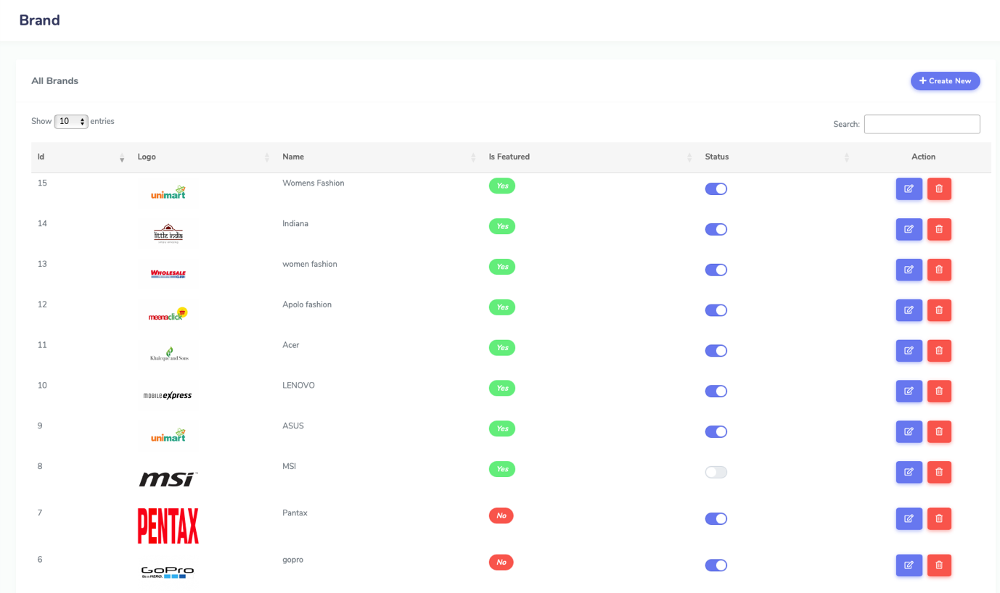 Brand
All Brands
Create New
Show 10 entries
Search:
Id Logo Name Is Featured Status Action
15 unimart Womens Fashion Yes
14 little india Indiana Yes
13 WHOLESALE CLUB women fashion Yes
12 meenaclick Apolo fashion Yes
11 Khaleque and Sons Acer Yes
10 MOBILE express LENOVO Yes
9 unimart ASUS Yes
8 msi MSI Yes
7 PENTAX Pantax No
6 GoPro gopro No
Be a HERO.